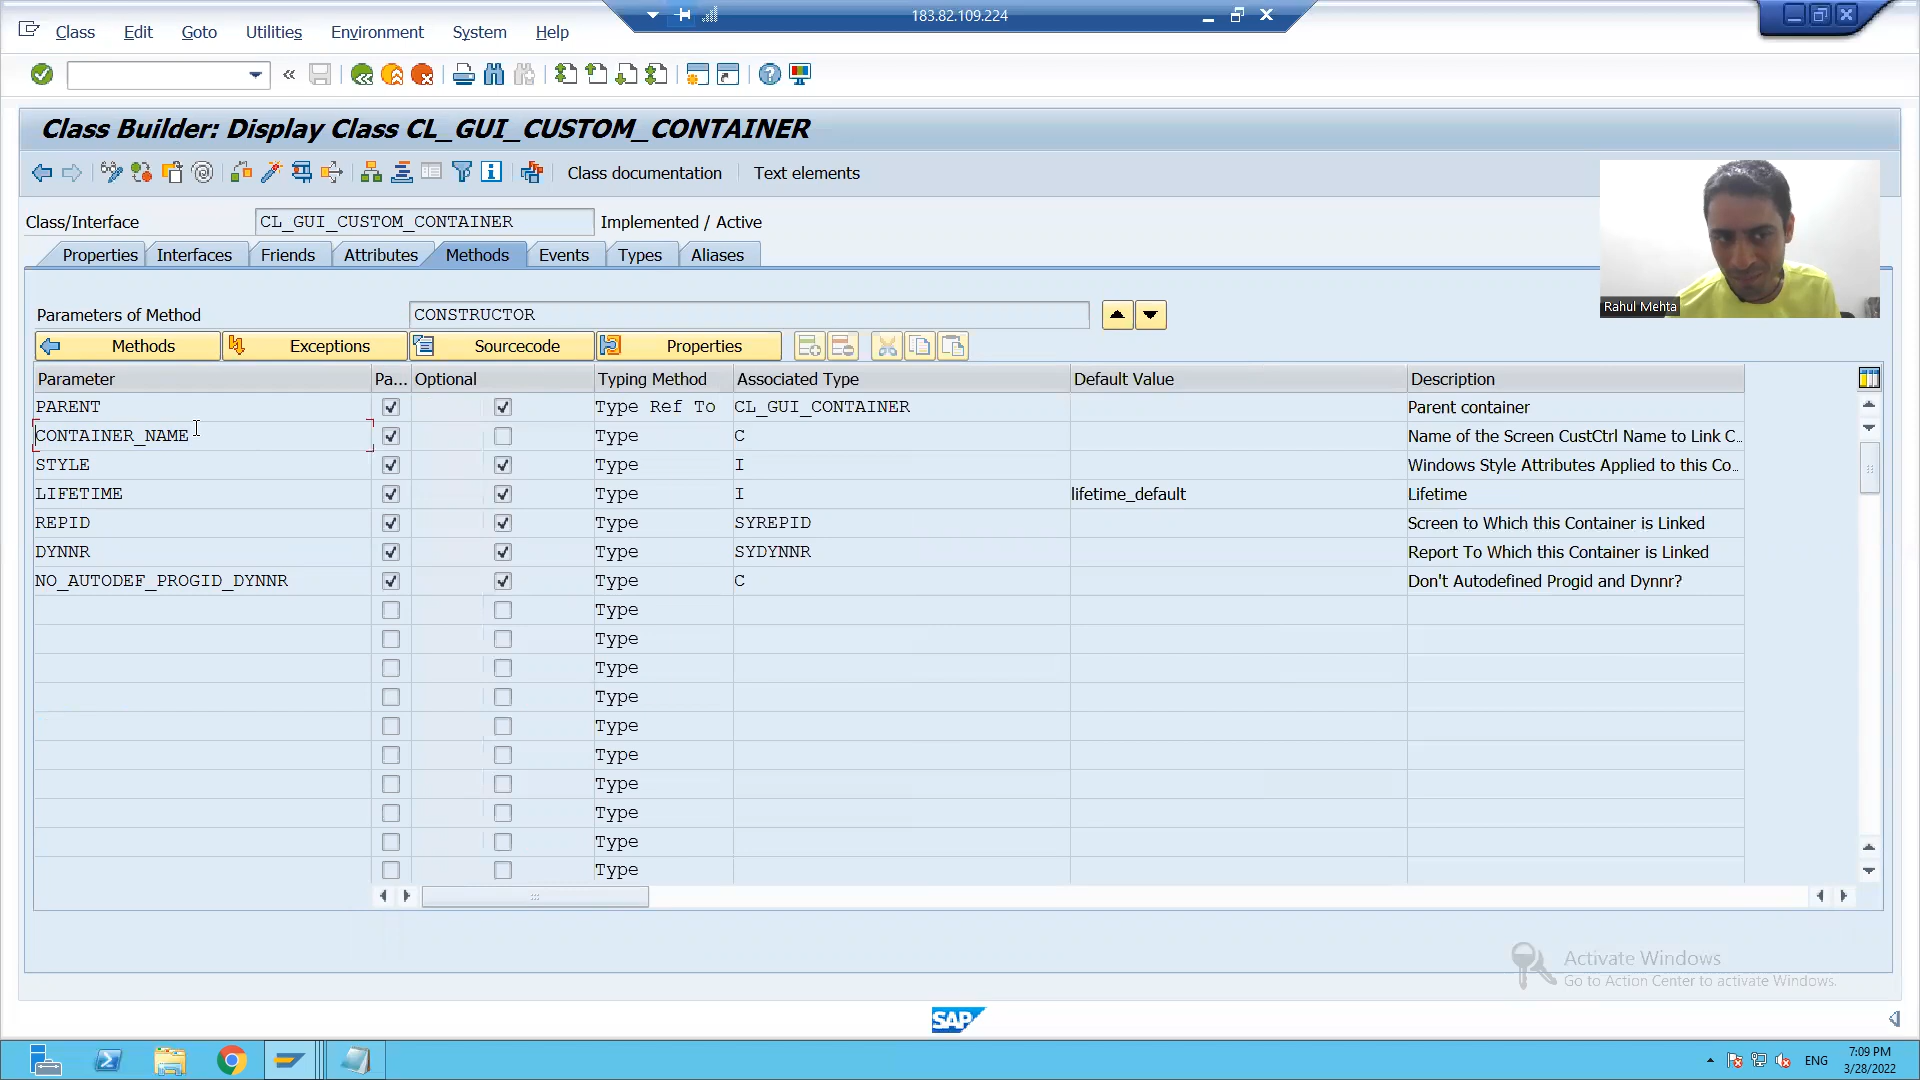 183.82.109.224
Class Edit Goto Utilities Environment System Help
Class Builder: Display Class CL_GUI_CUSTOM_CONTAINER
Class documentation Text elements
Class/Interface CL_GUI_CUSTOM_CONTAINER Implemented / Active
Properties Interfaces Friends Attributes Methods Events Types Aliases
Rahul Mehta
Parameters of Method CONSTRUCTOR
Methods Exceptions Sourcecode Properties
Parameter Pa... Optional Typing Method Associated Type Default Value Description
PARENT Type Ref To CL_GUI_CONTAINER Parent container
CONTAINER_NAME Type C Name of the Screen CustCtrl Name to Link C...
STYLE Type I Windows Style Attributes Applied to this Co...
LIFETIME Type I lifetime_default Lifetime
REPID Type SYREPID Screen to Which this Container is Linked
DYNNR Type SYDYNNR Report To Which this Container is Linked
NO_AUTODEF_PROGID_DYNNR Type C Don't Autodefined Progid and Dynnr?
Type
Type
Type
Type
Type
Type
Type
Type
Type
Type
Activate Windows
Go to Action Center to activate Windows.
SAP
ENG
7:09 PM
3/28/2022